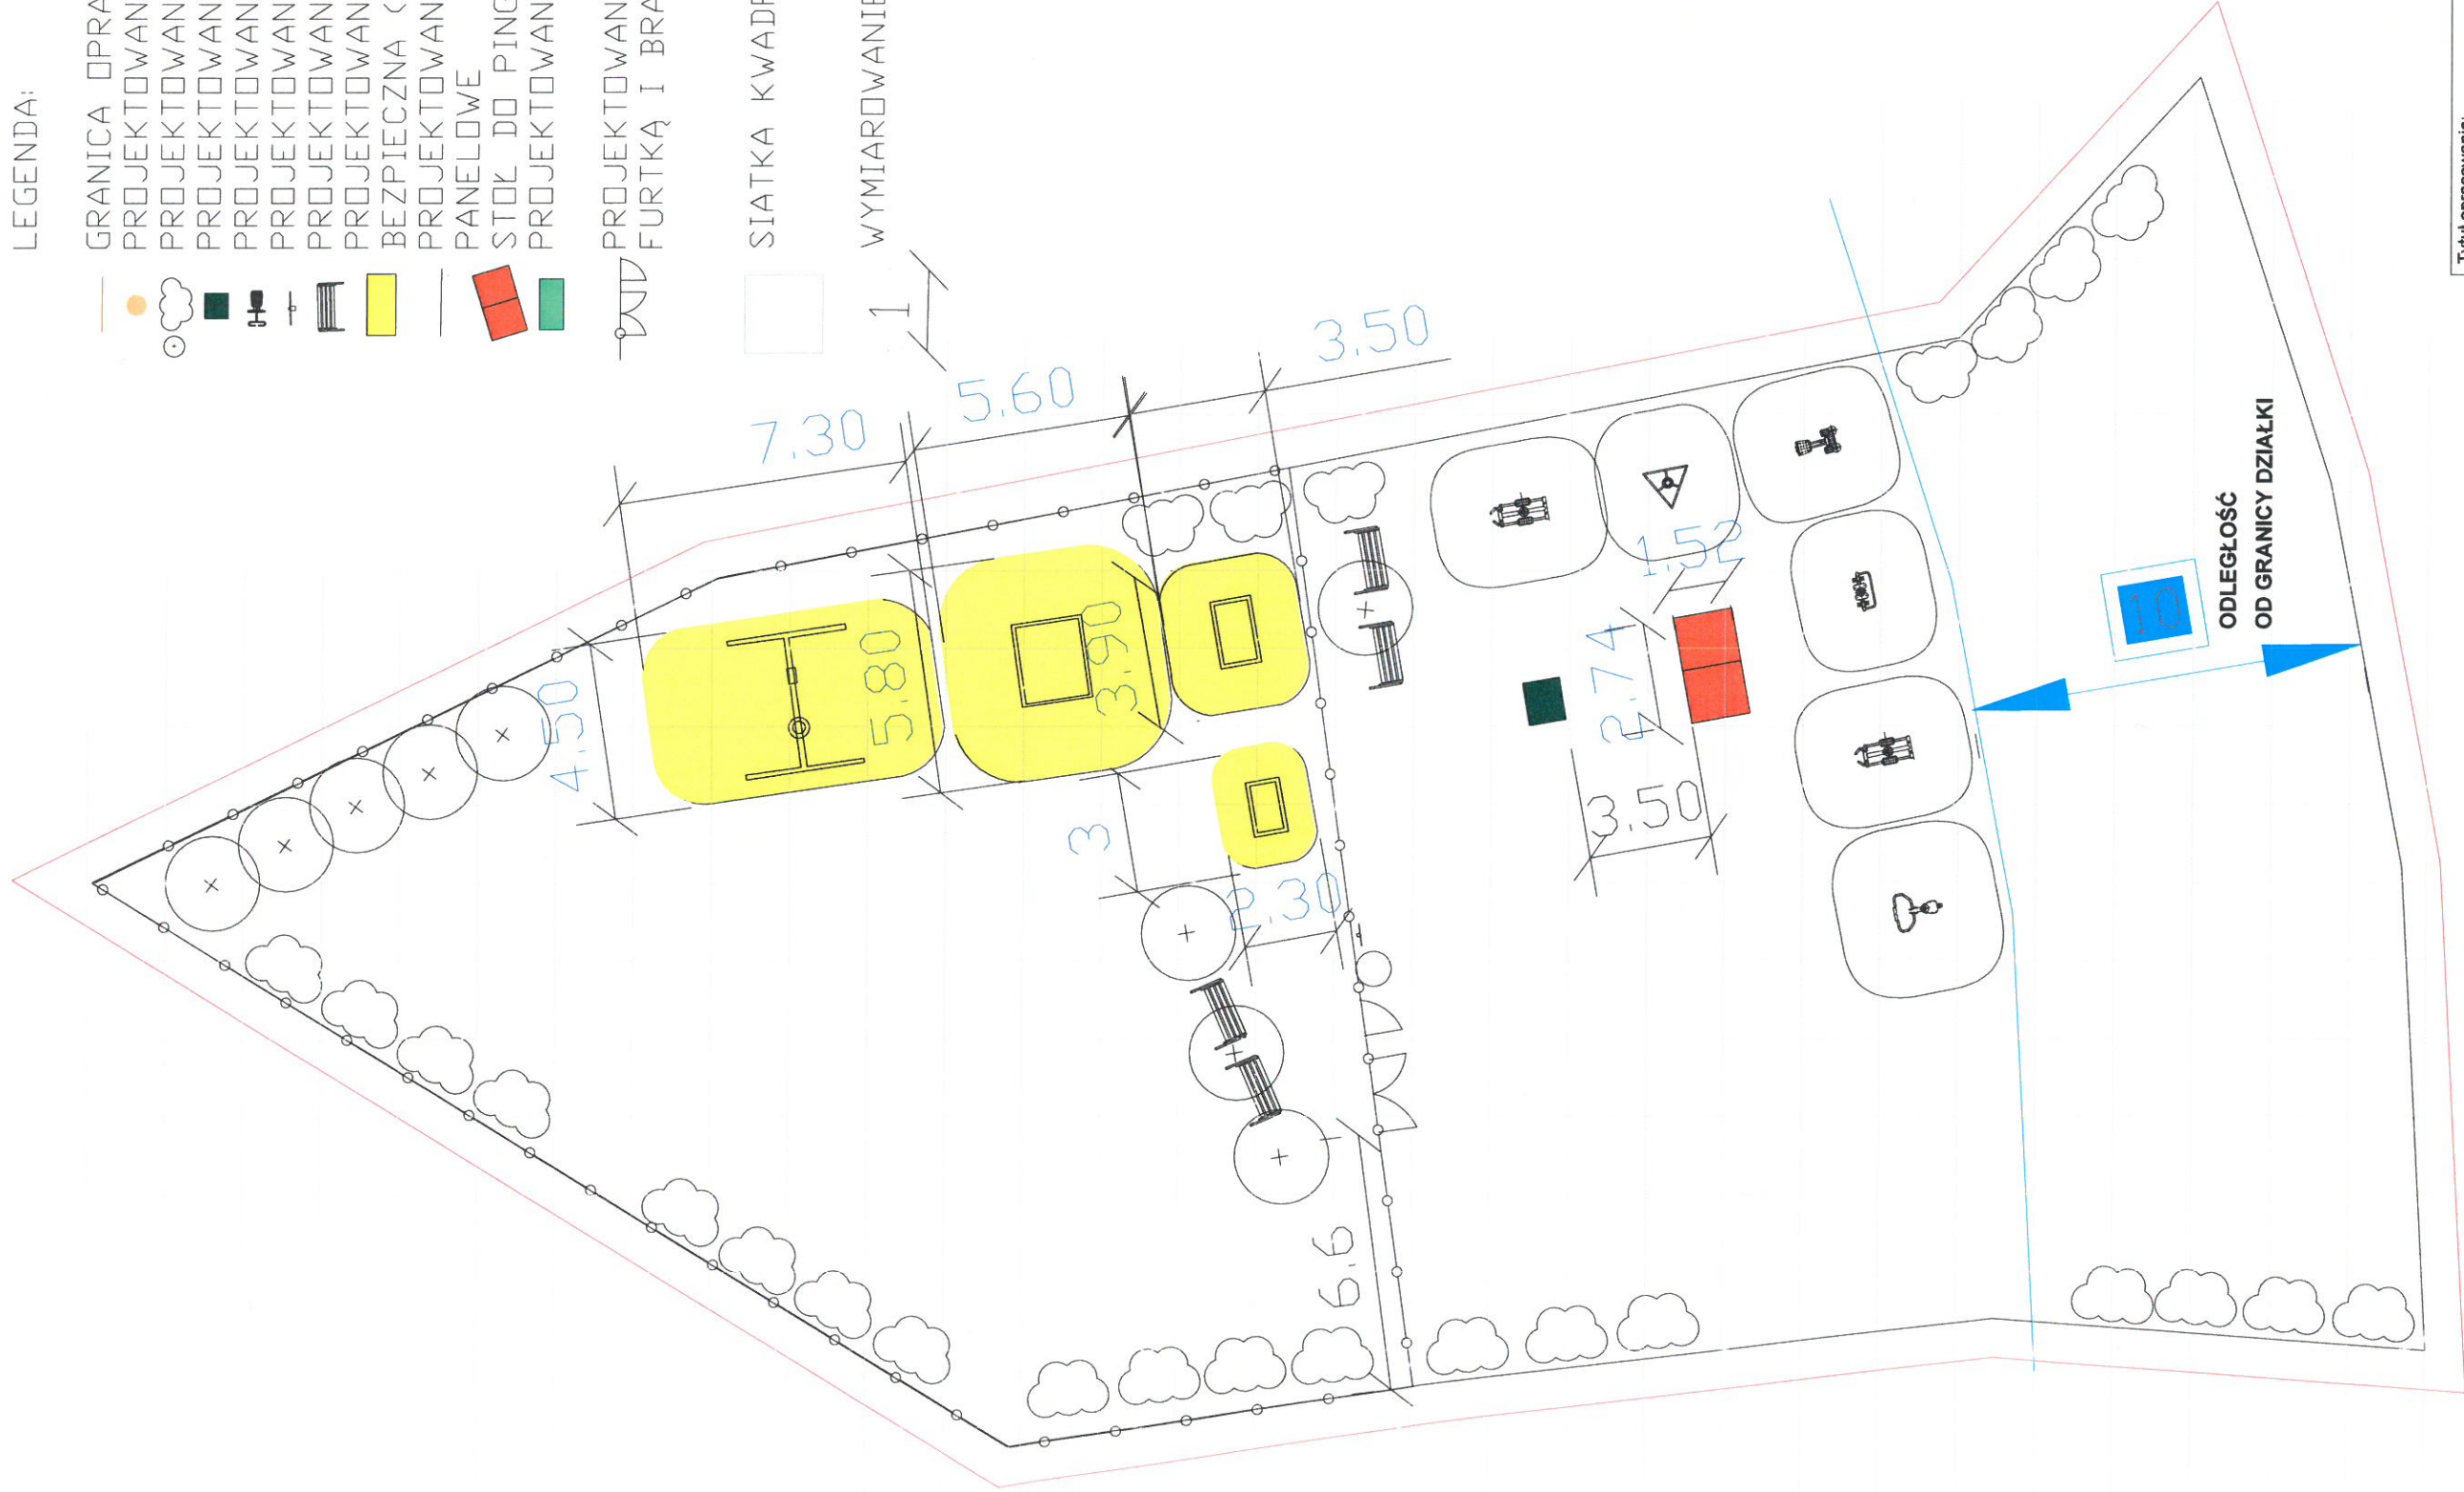 LEGENDA:
GRANICA OPRA
PROJEKTOWAN
PROJEKTOWAN
PROJEKTOWAN
PROJEKTOWAN
PROJEKTOWAN
PROJEKTOWAN
PROJEKTOWAN
BEZPIECZNA (
PROJEKTOWAN
PANELOWE
STOŁ DO PING
PROJEKTOWAN
PROJEKTOWAN
FURTKĄ I BRA
SIATKA KWADR
1
WYMIAROWANIE
7.30
5.60
3.50
4.50
5.80
3.90
3
2.30
1.52
2.74
3.50
6.6
10
ODLEGŁOŚĆ
OD GRANICY DZIAŁKI